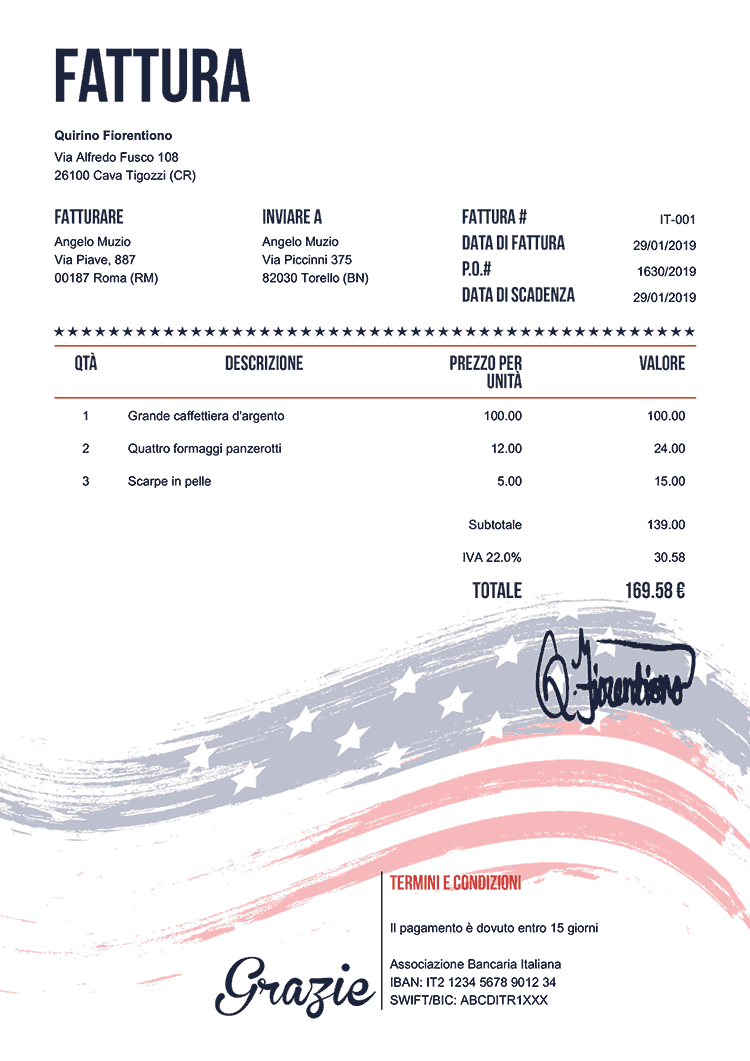 FATTURA
Quirino Fiorentiono
Via Alfredo Fusco 108
26100 Cava Tigozzi (CR)
FATTURARE
Angelo Muzio
Via Piave, 887
00187 Roma (RM)
INVIARE A
Angelo Muzio
Via Piccinni 375
82030 Torello (BN)
FATTURA # IT-001
DATA DI FATTURA 29/01/2019
P.O.# 1630/2019
DATA DI SCADENZA 29/01/2019
QTÀ DESCRIZIONE PREZZO PER VALORE
UNITÀ
1 Grande caffettiera d'argento 100.00 100.00
2 Quattro formaggi panzerotti 12.00 24.00
3 Scarpe in pelle 5.00 15.00
Subtotale 139.00
IVA 22.0% 30.58
TOTALE 169.58 €
Q. Fiorentiono
TERMINI E CONDIZIONI
Il pagamento è dovuto entro 15 giorni
Associazione Bancaria Italiana
IBAN: IT2 1234 5678 9012 34
SWIFT/BIC: ABCDITR1XXX
Grazie